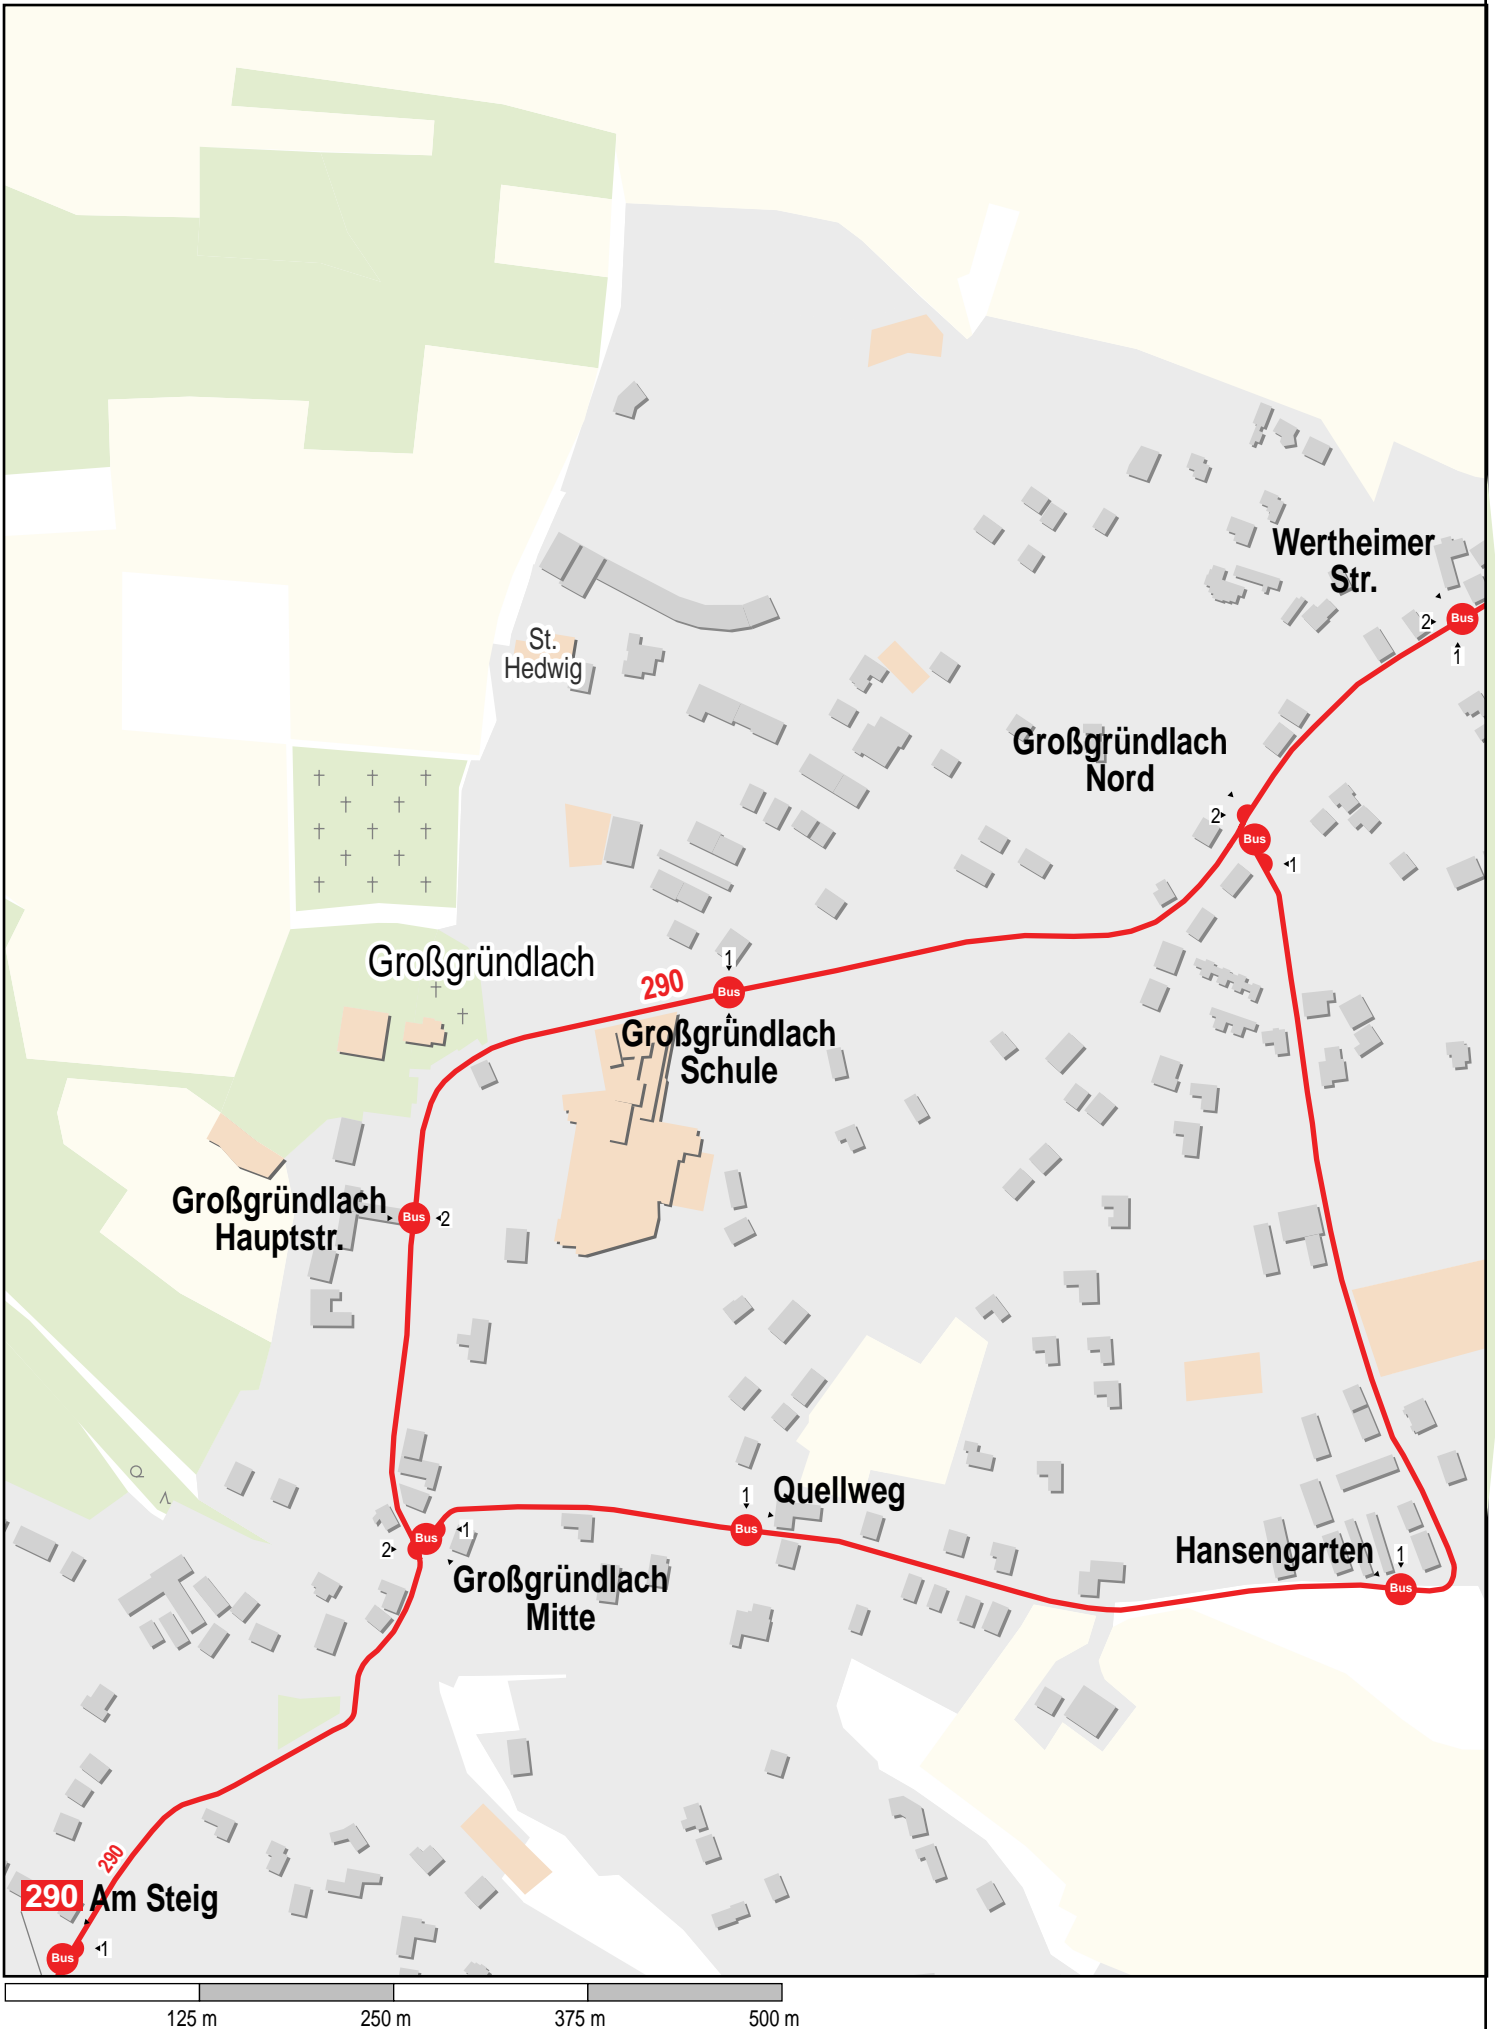 Wertheimer
Str.
2
Bus
1
St.
Hedwig
Großgründlach
Nord
2
Bus
1
Großgründlach
290
1
Bus
Großgründlach
Schule
Großgründlach
Hauptstr.
Bus
2
1
Quellweg
Bus
Bus
1
2
Großgründlach
Mitte
Hansengarten
1
Bus
290
290 Am Steig
1
Bus
125 m
250 m
375 m
500 m